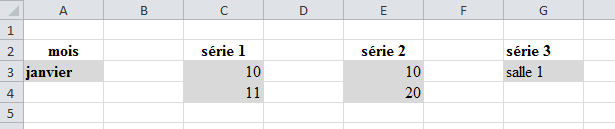 A B C D E F G
1
2 mois série 1 série 2 série 3
3 janvier 10 10 salle 1
4 11 20
5